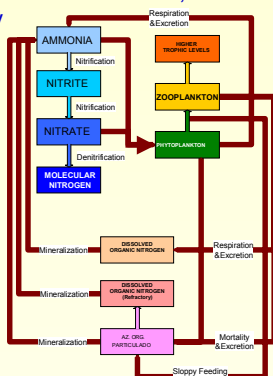 Respiration
&Excretion
AMMONIA
HIGHER
TROPHIC LEVELS
Nitrification
NITRITE
ZOOPLANKTON
Nitrification
NITRATE
PHYTOPLANKTON
Denitrification
MOLECULAR
NITROGEN
DISSOLVED
ORGANIC NITROGEN
Mineralization
Respiration
&Excretion
DISSOLVED
ORGANIC NITROGEN
(Refractory)
Mineralization
AZ. ORG
PARTICULADO
Mineralization
Mortality
&Excretion
Sloppy Feeding